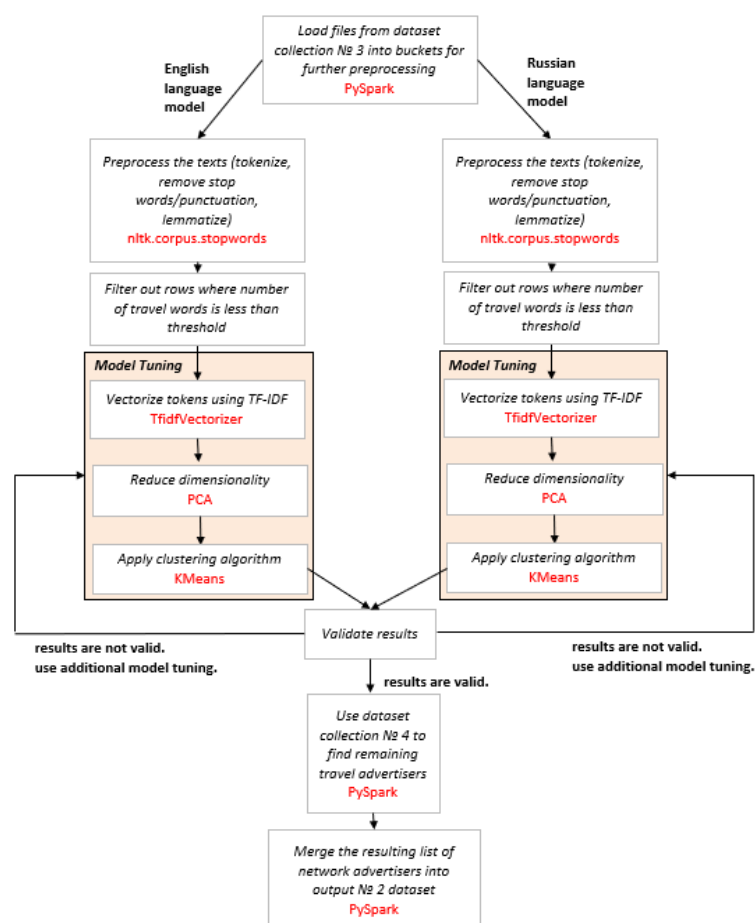 Load files from dataset
collection № 3 into buckets for
further preprocessing
PySpark
English
language
model
Russian
language
model
Preprocess the texts (tokenize,
remove stop
words/punctuation,
lemmatize)
nltk.corpus.stopwords
Preprocess the texts (tokenize,
remove stop
words/punctuation,
lemmatize)
nltk.corpus.stopwords
Filter out rows where number
of travel words is less than
threshold
Filter out rows where number
of travel words is less than
threshold
Model Tuning
Vectorize tokens using TF-IDF
TfidfVectorizer
Reduce dimensionality
PCA
Apply clustering algorithm
KMeans
Model Tuning
Vectorize tokens using TF-IDF
TfidfVectorizer
Reduce dimensionality
PCA
Apply clustering algorithm
KMeans
Validate results
results are not valid.
use additional model tuning.
results are not valid.
use additional model tuning.
results are valid.
Use dataset
collection № 4 to
find remaining
travel advertisers
PySpark
Merge the resulting list of
network advertisers into
output № 2 dataset
PySpark